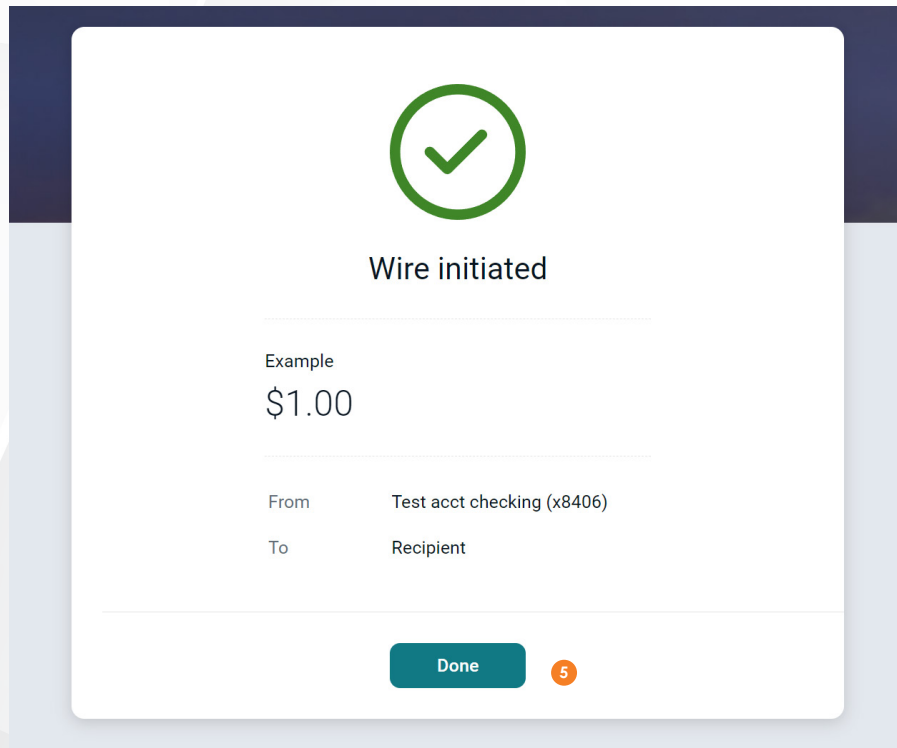 Wire initiated
Example
$1.00
From Test acct checking (x8406)
To Recipient
Done 5